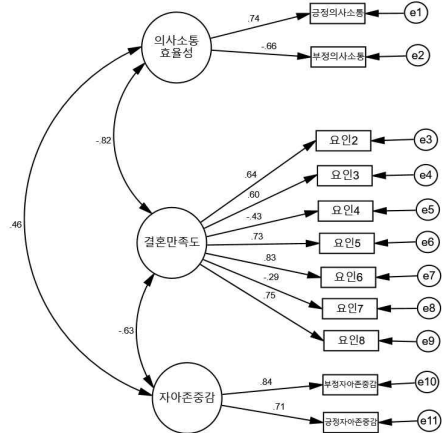 .74
긍정의사소통
e1
의사소통
효율성
-.66
부정의사소통
e2
-.82
.64
요인2
e3
.60
요인3
e4
-.43
요인4
e5
.46
결혼만족도
.73
요인5
e6
.83
요인6
e7
-.29
요인7
e8
.75
요인8
e9
-.63
자아존중감
.84
부정자아존중감
e10
.71
긍정자아존중감
e11